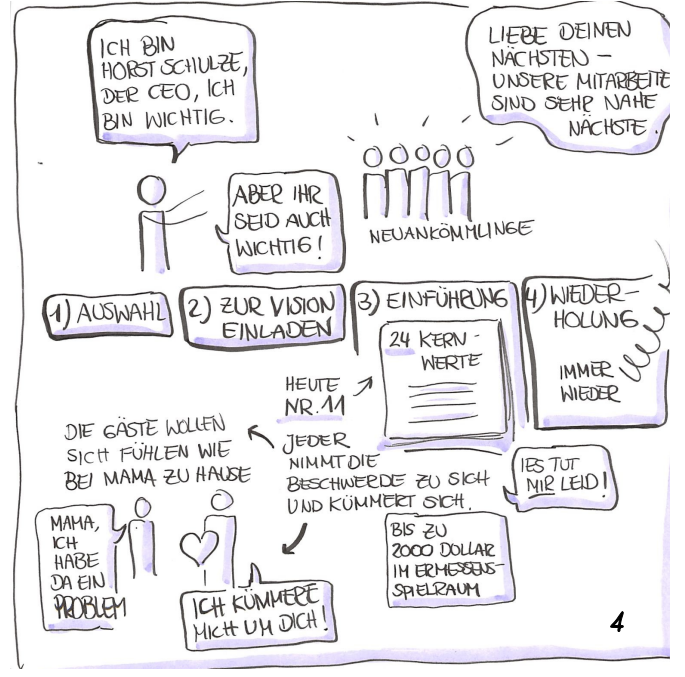 ICH BIN
HORST SCHULZE,
DER CEO, ICH
BIN WICHTIG.
LIEBE DEINEN
NÄCHSTEN –
UNSERE MITARBEITE
SIND SEHR NAHE
NÄCHSTE.
ABER IHR
SEID AUCH
WICHTIG!
NEUANKÖMMLINGE
1) AUSWAHL
2) ZUR VISION
EINLADEN
3) EINFÜHRUNG
24 KERN-
WERTE
4) WIEDER-
HOLUNG
IMMER
WIEDER
HEUTE
NR. 11
JEDER
NIMMT DIE
BESCHWERDE ZU SICH
UND KÜMMERT SICH.
DIE GÄSTE WOLLEN
SICH FÜHLEN WIE
BEI MAMA ZU HAUSE
MAMA,
ICH
HABE
DA EIN
PROBLEM
ICH KÜMMERE
MICH UM DICH!
ES TUT
MIR LEID!
BIS ZU
2000 DOLLAR
IM ERMESSENS-
SPIELRAUM
4